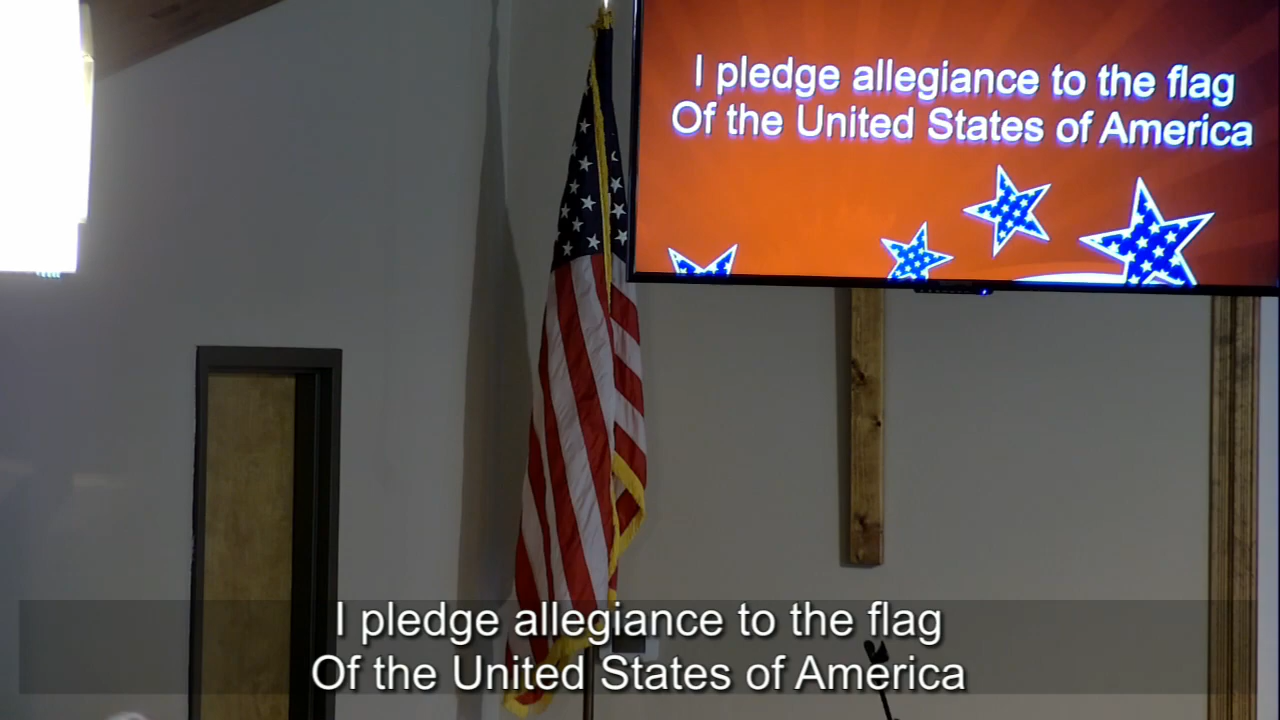 I pledge allegiance to the flag
Of the United States of America
I pledge allegiance to the flag
Of the United States of America